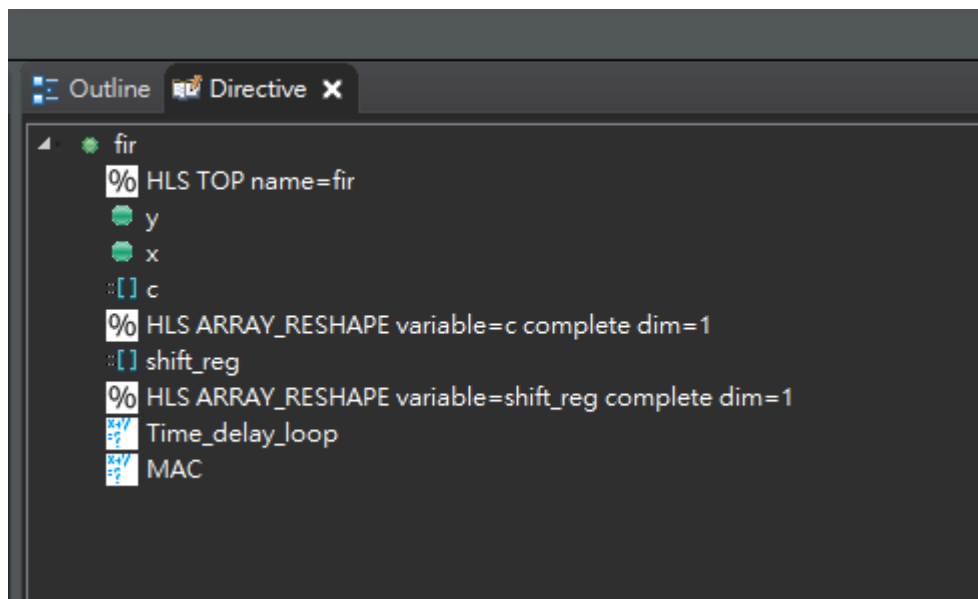 Outline Directive
fir
% HLS TOP name=fir
y
x
[] c
% HLS ARRAY_RESHAPE variable=c complete dim=1
[] shift_reg
% HLS ARRAY_RESHAPE variable=shift_reg complete dim=1
Time_delay_loop
MAC